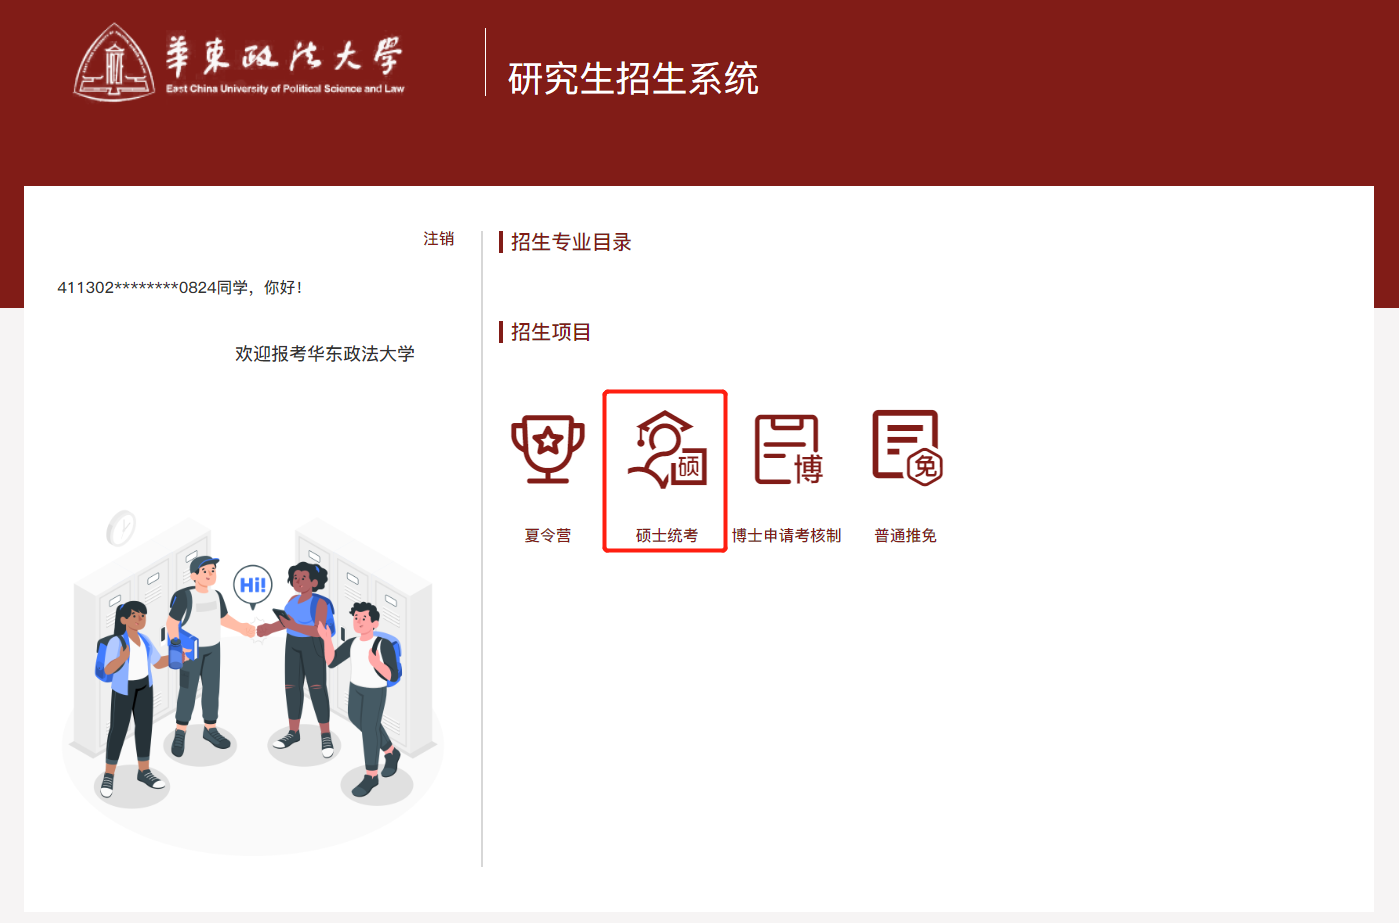 華東政法大學
East China University of Political Science and Law
研究生招生系统
注销
411302********0824同学，你好！
欢迎报考华东政法大学
Hi!
招生专业目录
招生项目
硕
博
免
夏令营
硕士统考
博士申请考核制
普通推免